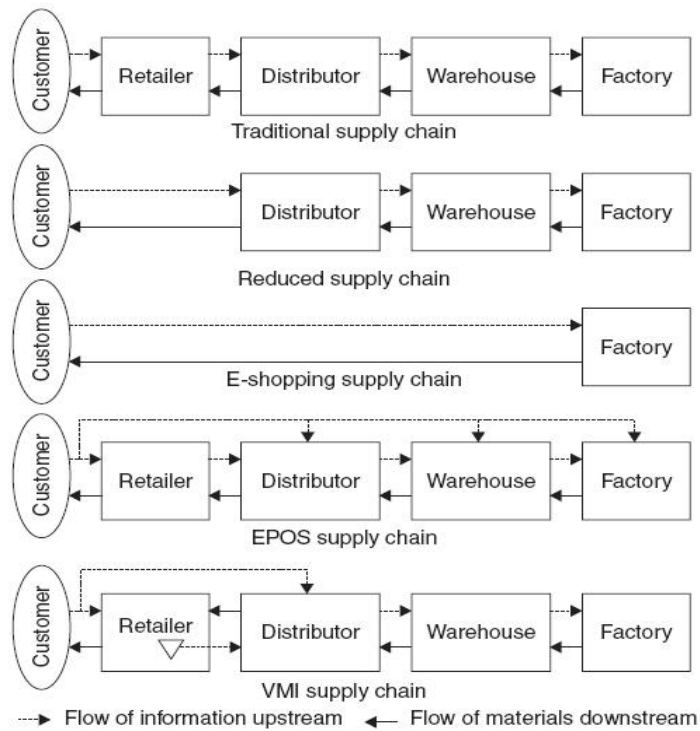 Customer Retailer Distributor Warehouse Factory
Traditional supply chain
Customer Distributor Warehouse Factory
Reduced supply chain
Customer Factory
E-shopping supply chain
Customer Retailer Distributor Warehouse Factory
EPOS supply chain
Customer Retailer Distributor Warehouse Factory
VMI supply chain
Flow of information upstream Flow of materials downstream